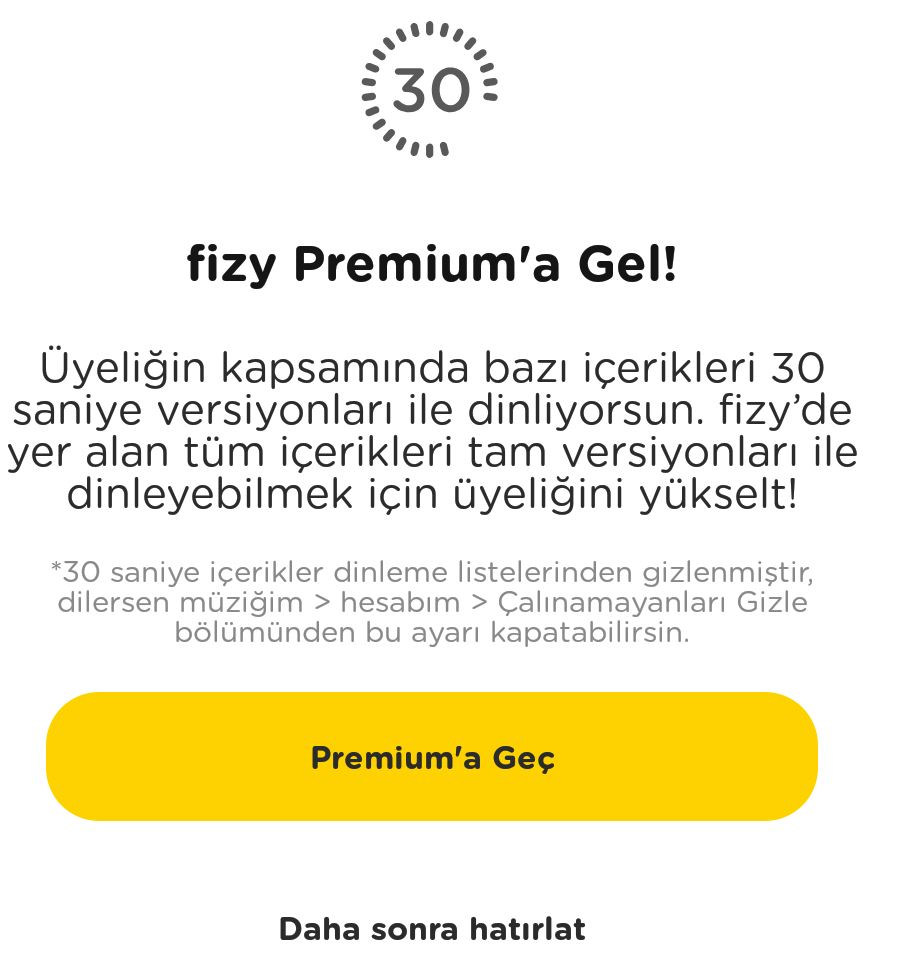 30
fizy Premium'a Gel!
Üyeliğin kapsamında bazı içerikleri 30
saniye versiyonları ile dinliyorsun. fizy’de
yer alan tüm içerikleri tam versiyonları ile
dinleyebilmek için üyeliğini yükselt!
*30 saniye içerikler dinleme listelerinden gizlenmiştir,
dilersen müziğim > hesabım > Çalınamayanları Gizle
bölümünden bu ayarı kapatabilirsin.
Premium'a Geç
Daha sonra hatırlat